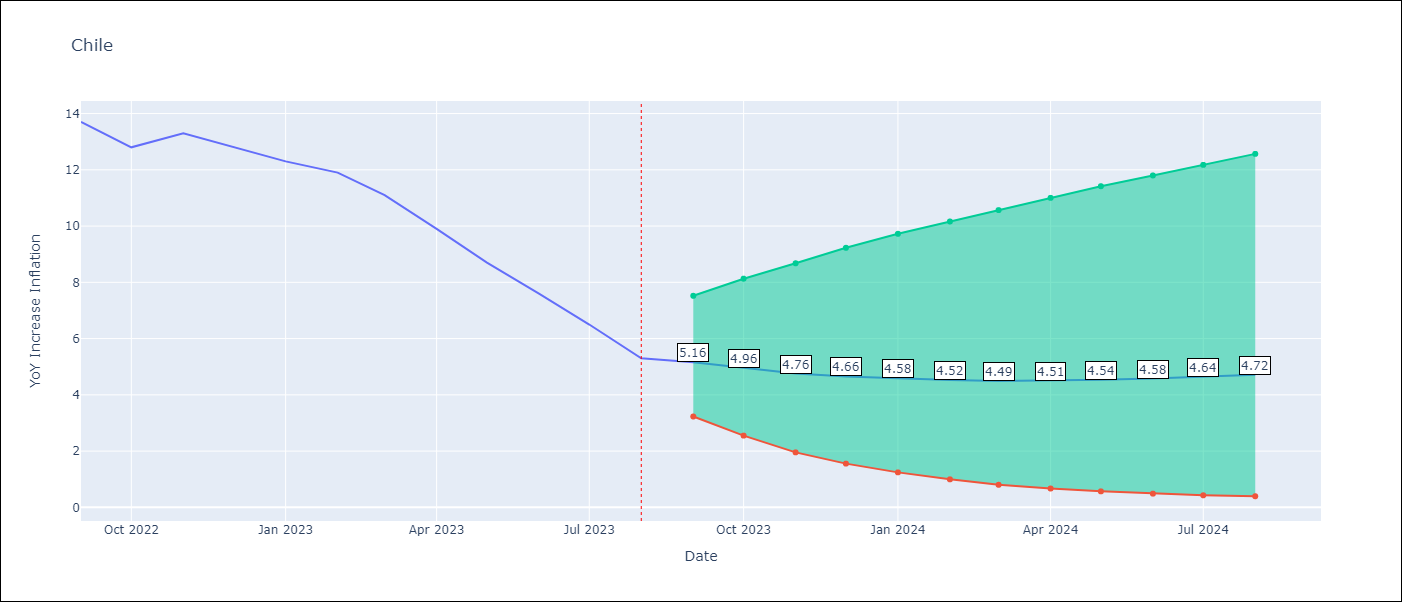 Chile
14
12
10
8
6
4
2
0
YoY Increase Inflation
5.16
4.96
4.76
4.66
4.58
4.52
4.49
4.51
4.54
4.58
4.64
4.72
Oct 2022
Jan 2023
Apr 2023
Jul 2023
Oct 2023
Jan 2024
Apr 2024
Jul 2024
Date